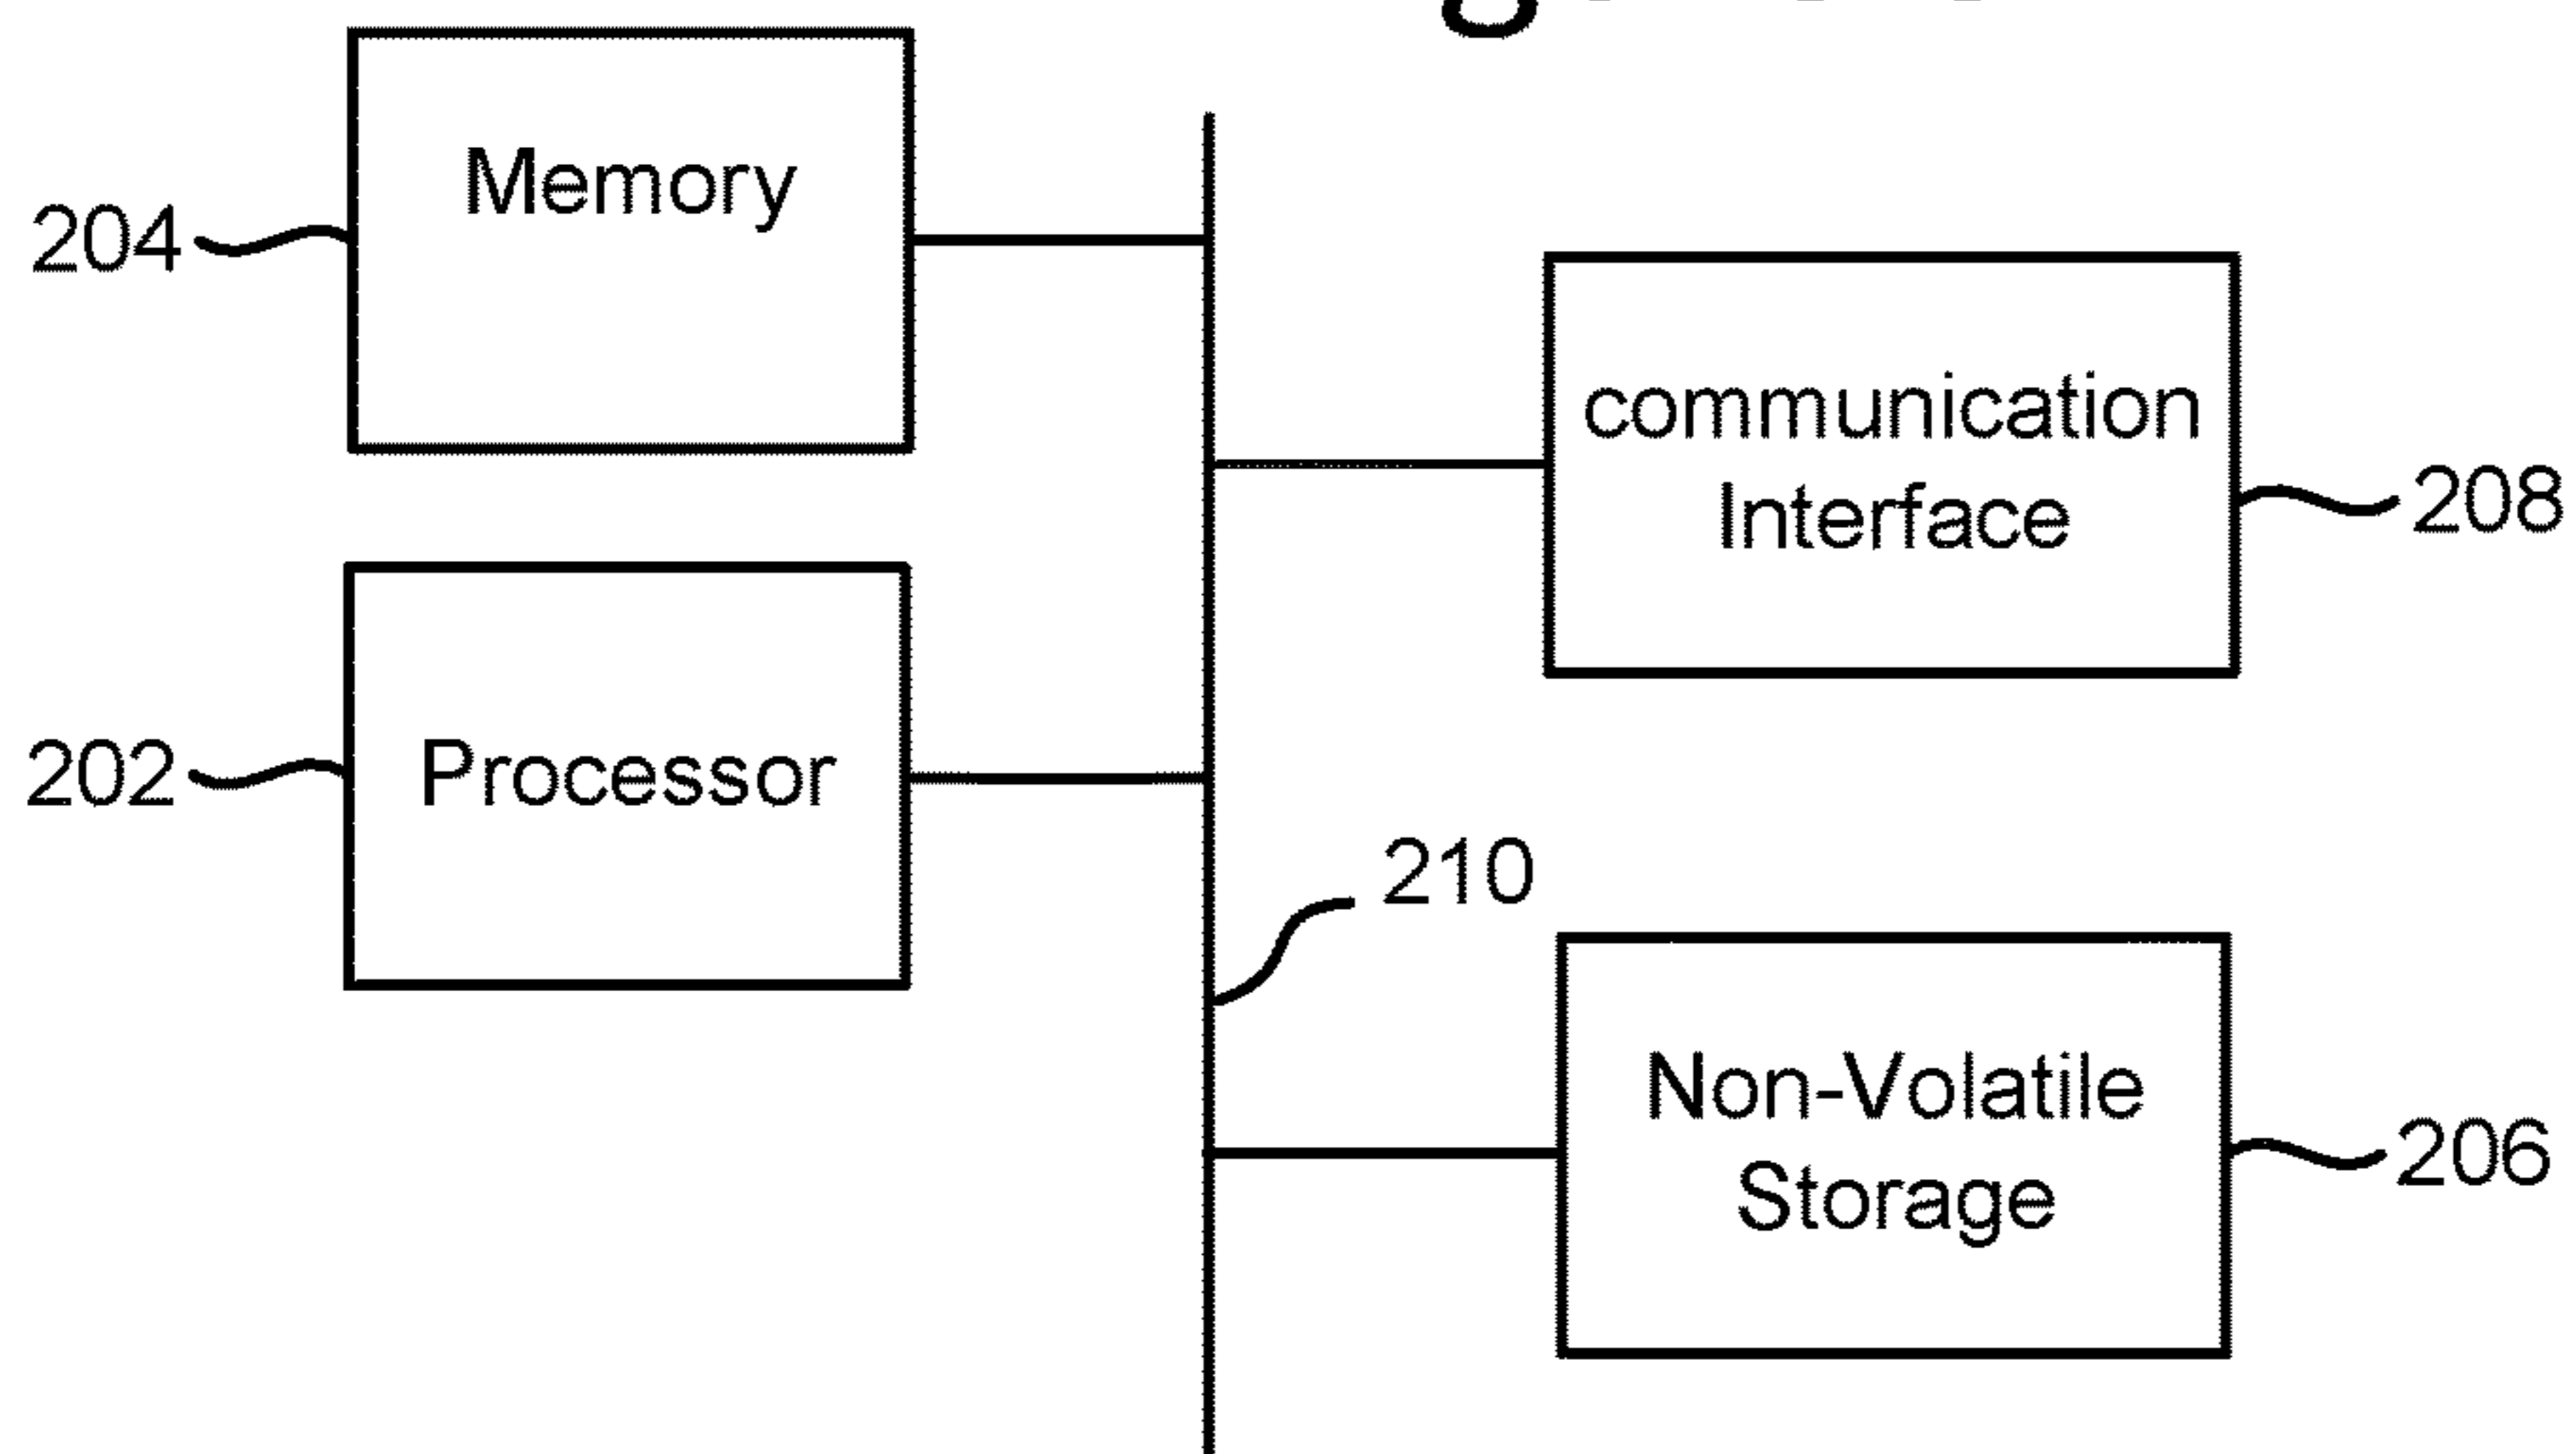 Memory
204
communication
Interface
208
Processor
202
210
Non-Volatile
Storage
206